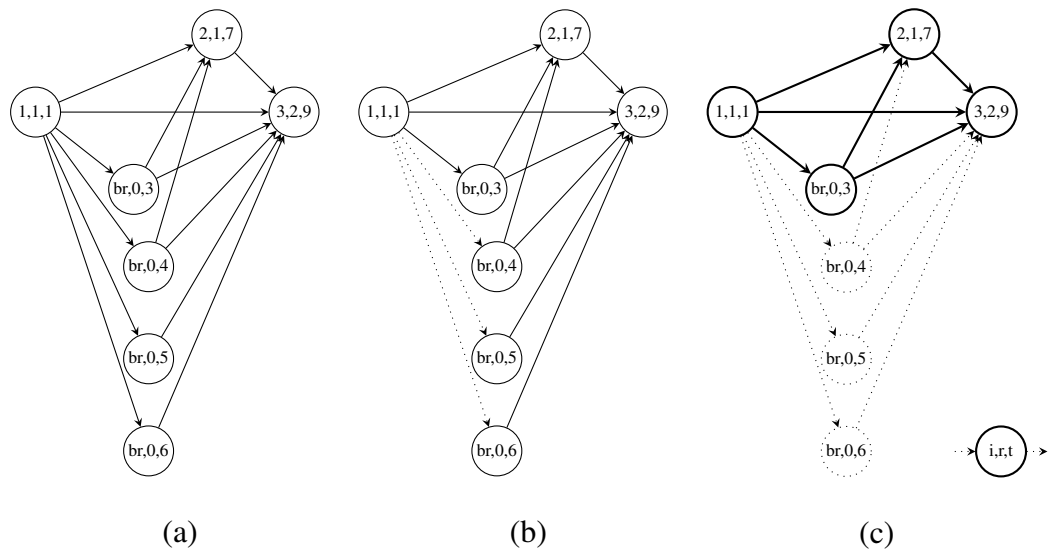 2,1,7
1,1,1
3,2,9
br,0,3
br,0,4
br,0,5
br,0,6
(a)
2,1,7
1,1,1
3,2,9
br,0,3
br,0,4
br,0,5
br,0,6
(b)
2,1,7
1,1,1
3,2,9
br,0,3
br,0,4
br,0,5
br,0,6
i,r,t
(c)